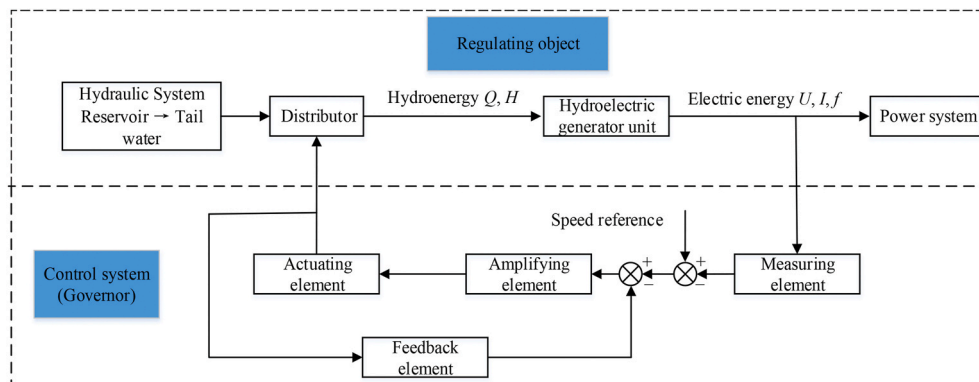 Regulating object
Hydraulic System
Reservoir → Tail
water
Distributor
Hydroenergy Q, H
Hydroelectric
generator unit
Electric energy U, I, f
Power system
Speed reference
Control system
(Governor)
Actuating
element
Amplifying
element
+
−
+
−
Measuring
element
Feedback
element